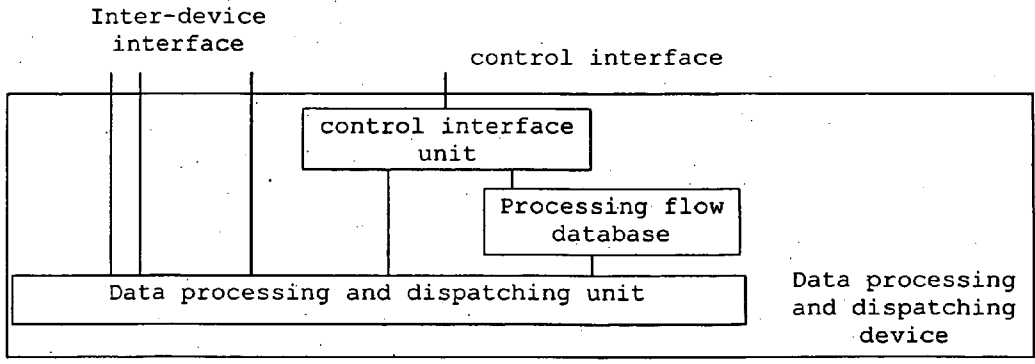 Inter-device
interface
control interface
control interface
unit
Processing flow
database
Data processing and dispatching unit
Data processing
and dispatching
device